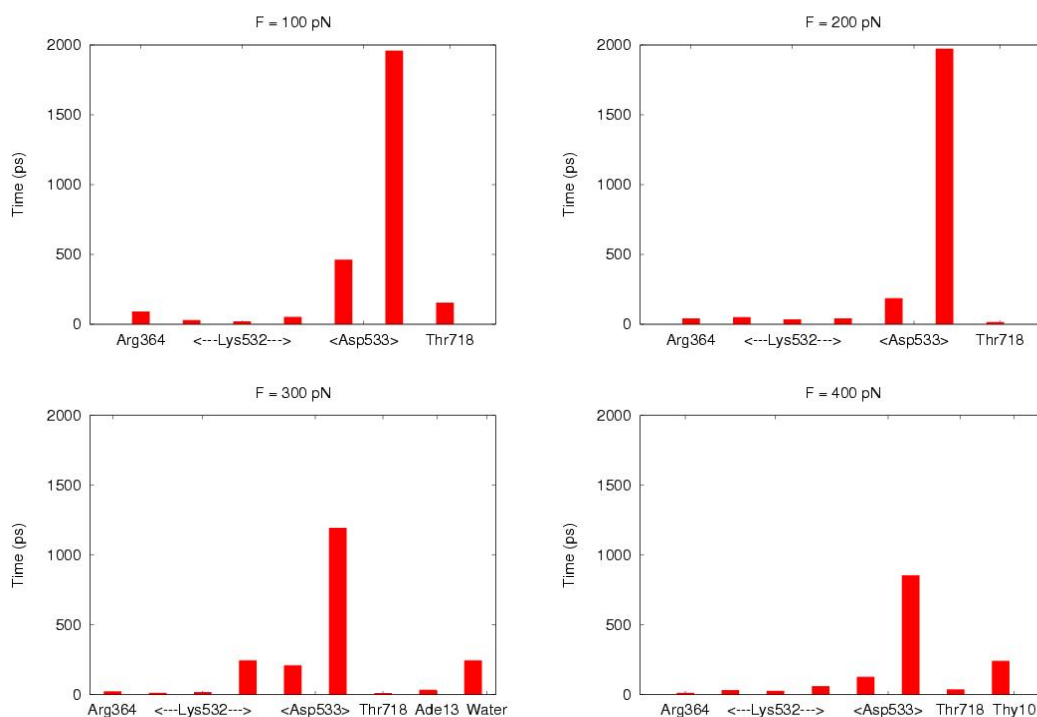 F = 100 pN
2000
1500
1000
500
0
Time (ps)
Arg364 <---Lys532---> <Asp533> Thr718
F = 200 pN
2000
1500
1000
500
0
Time (ps)
Arg364 <---Lys532---> <Asp533> Thr718
F = 300 pN
2000
1500
1000
500
0
Time (ps)
Arg364 <---Lys532---> <Asp533> Thr718 Ade13 Water
F = 400 pN
2000
1500
1000
500
0
Time (ps)
Arg364 <---Lys532---> <Asp533> Thr718 Thy10